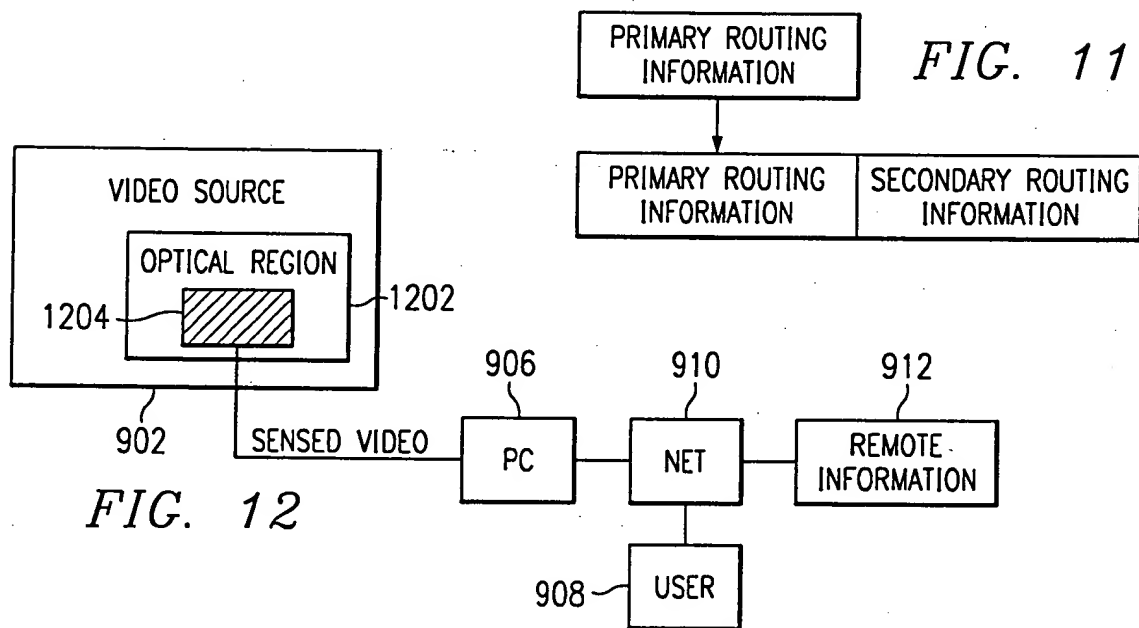 PRIMARY ROUTING
INFORMATION
FIG. 11
PRIMARY ROUTING
INFORMATION
SECONDARY ROUTING
INFORMATION
VIDEO SOURCE
OPTICAL REGION
1202
1204
902
SENSED VIDEO
906
PC
910
NET
912
REMOTE
INFORMATION
908
USER
FIG. 12